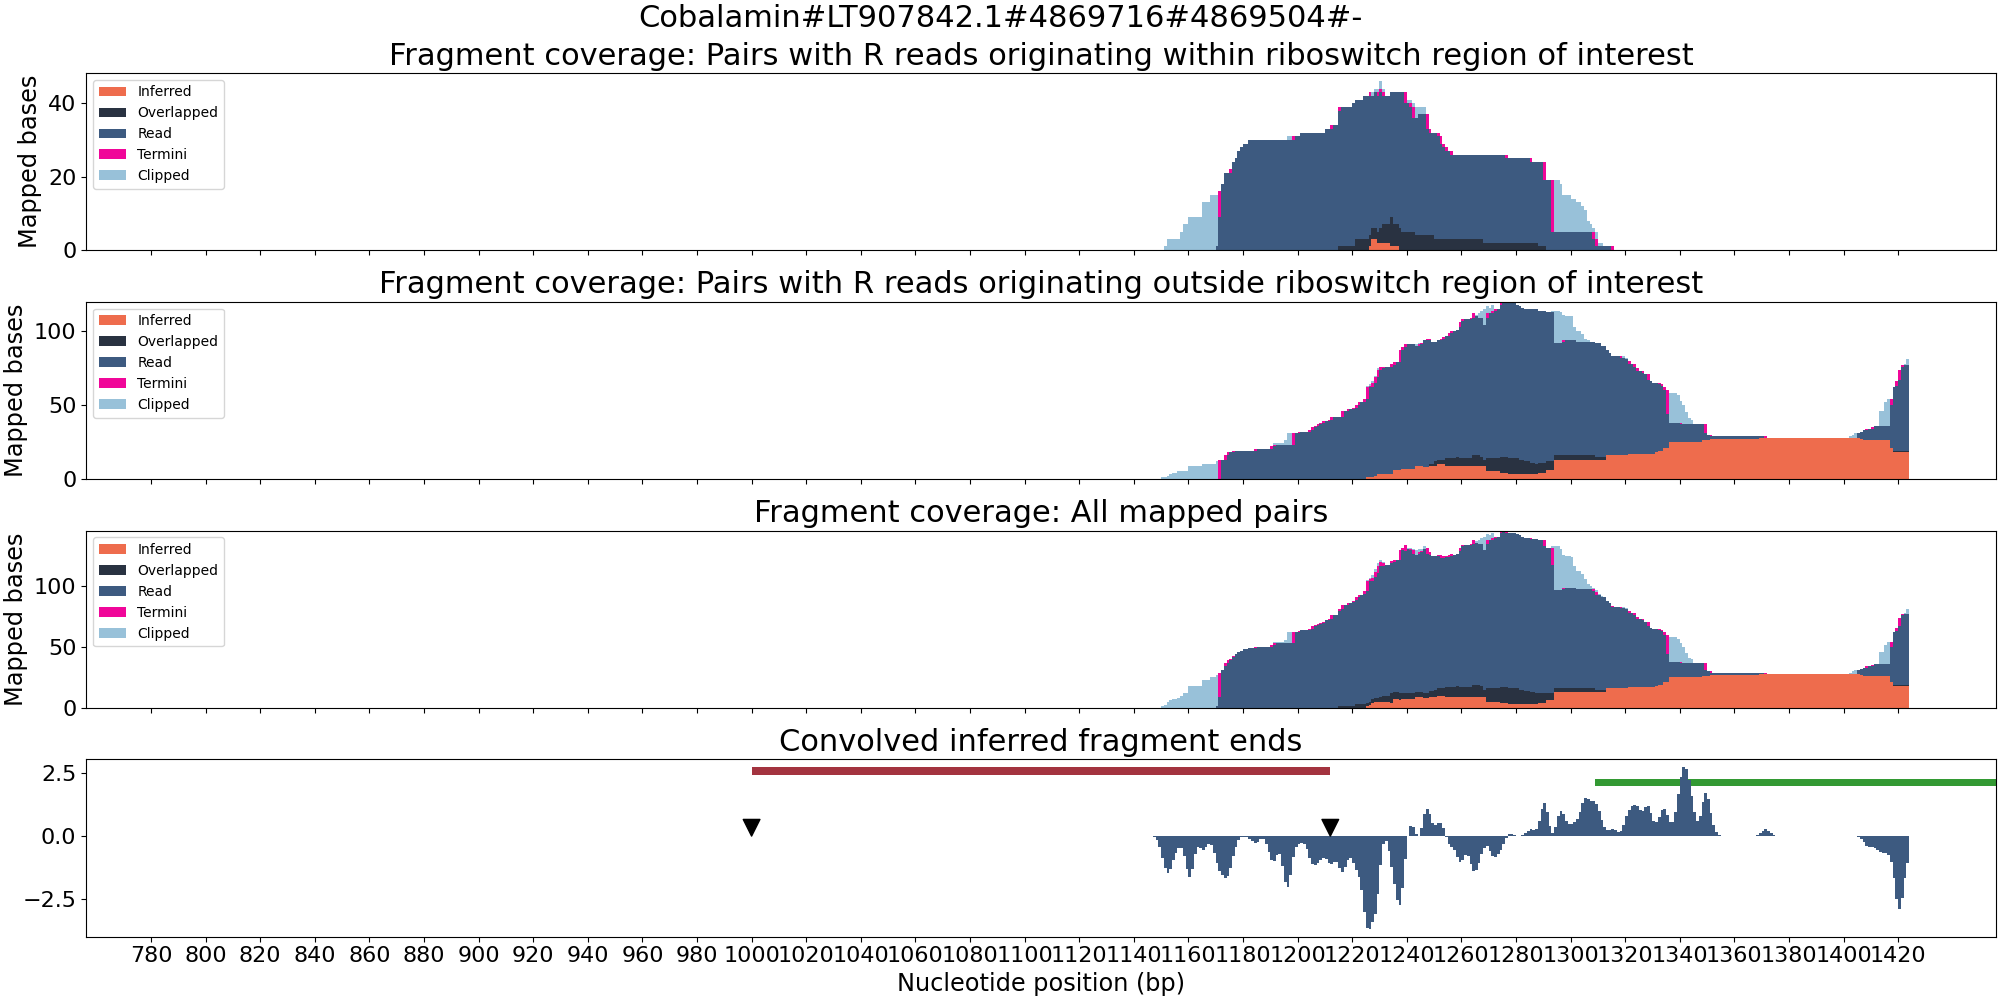 Cobalamin#LT907842.1#4869716#4869504#-
Fragment coverage: Pairs with R reads originating within riboswitch region of interest
Mapped bases
40
20
0
Inferred
Overlapped
Read
Termini
Clipped
Fragment coverage: Pairs with R reads originating outside riboswitch region of interest
Mapped bases
100
50
0
Inferred
Overlapped
Read
Termini
Clipped
Fragment coverage: All mapped pairs
Mapped bases
100
50
0
Inferred
Overlapped
Read
Termini
Clipped
Convolved inferred fragment ends
2.5
0.0
−2.5
780 800 820 840 860 880 900 920 940 960 980 1000 1020 1040 1060 1080 1100 1120 1140 1160 1180 1200 1220 1240 1260 1280 1300 1320 1340 1360 1380 1400 1420
Nucleotide position (bp)